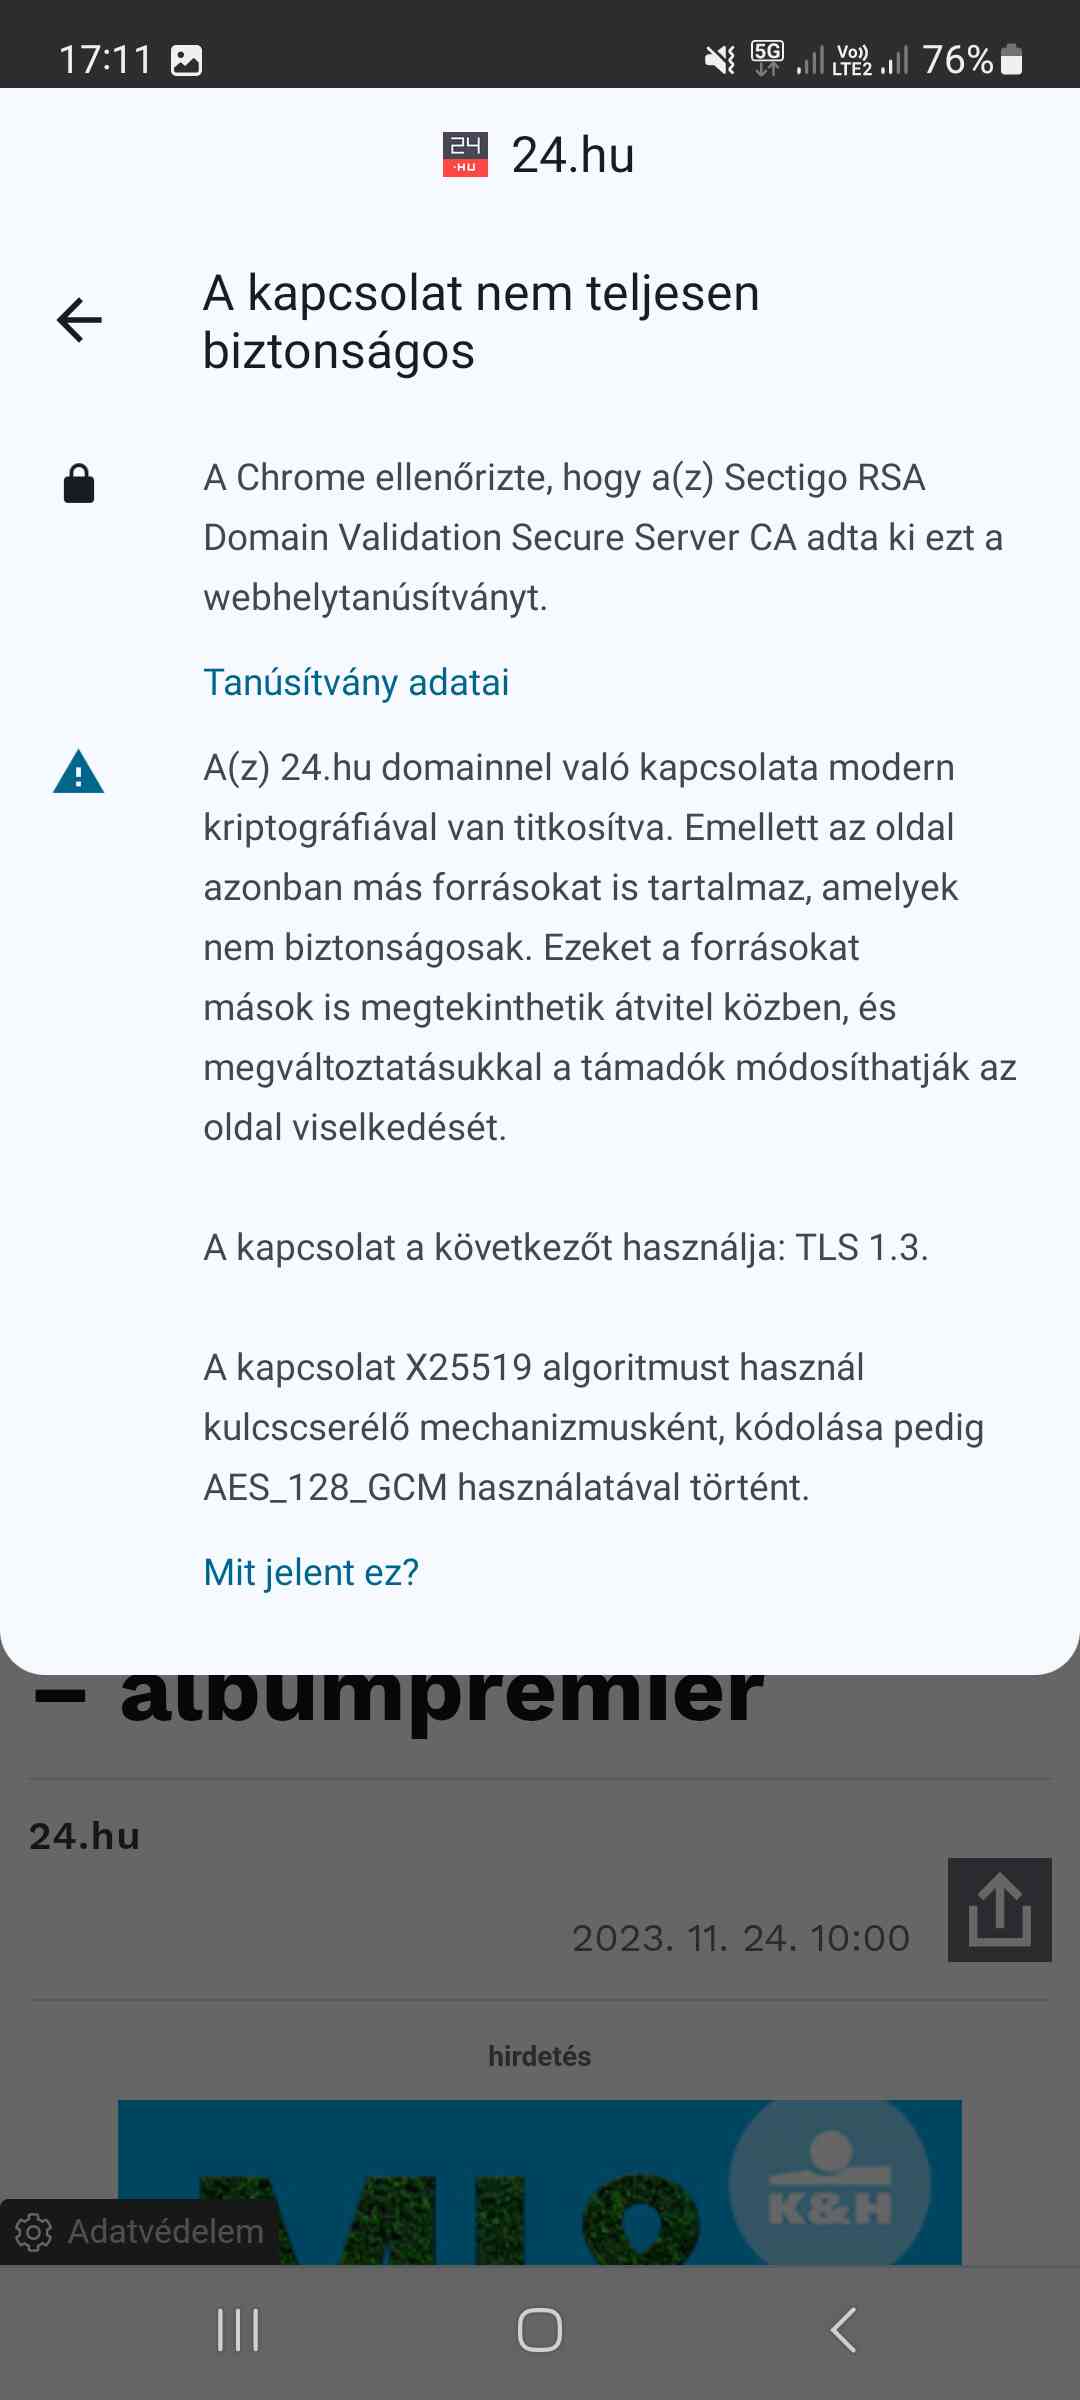 17:11
5G
Vo))
LTE2
76%
24
·HU
24.hu
A kapcsolat nem teljesen
biztonságos
A Chrome ellenőrizte, hogy a(z) Sectigo RSA
Domain Validation Secure Server CA adta ki ezt a
webhelytanúsítványt.
Tanúsítvány adatai
A(z) 24.hu domainnel való kapcsolata modern
kriptográfiával van titkosítva. Emellett az oldal
azonban más forrásokat is tartalmaz, amelyek
nem biztonságosak. Ezeket a forrásokat
mások is megtekinthetik átvitel közben, és
megváltoztatásukkal a támadók módosíthatják az
oldal viselkedését.
A kapcsolat a következőt használja: TLS 1.3.
A kapcsolat X25519 algoritmust használ
kulcscserélő mechanizmusként, kódolása pedig
AES_128_GCM használatával történt.
Mit jelent ez?
– albumpremier
24.hu
2023. 11. 24. 10:00
hirdetés
K&H
Adatvédelem